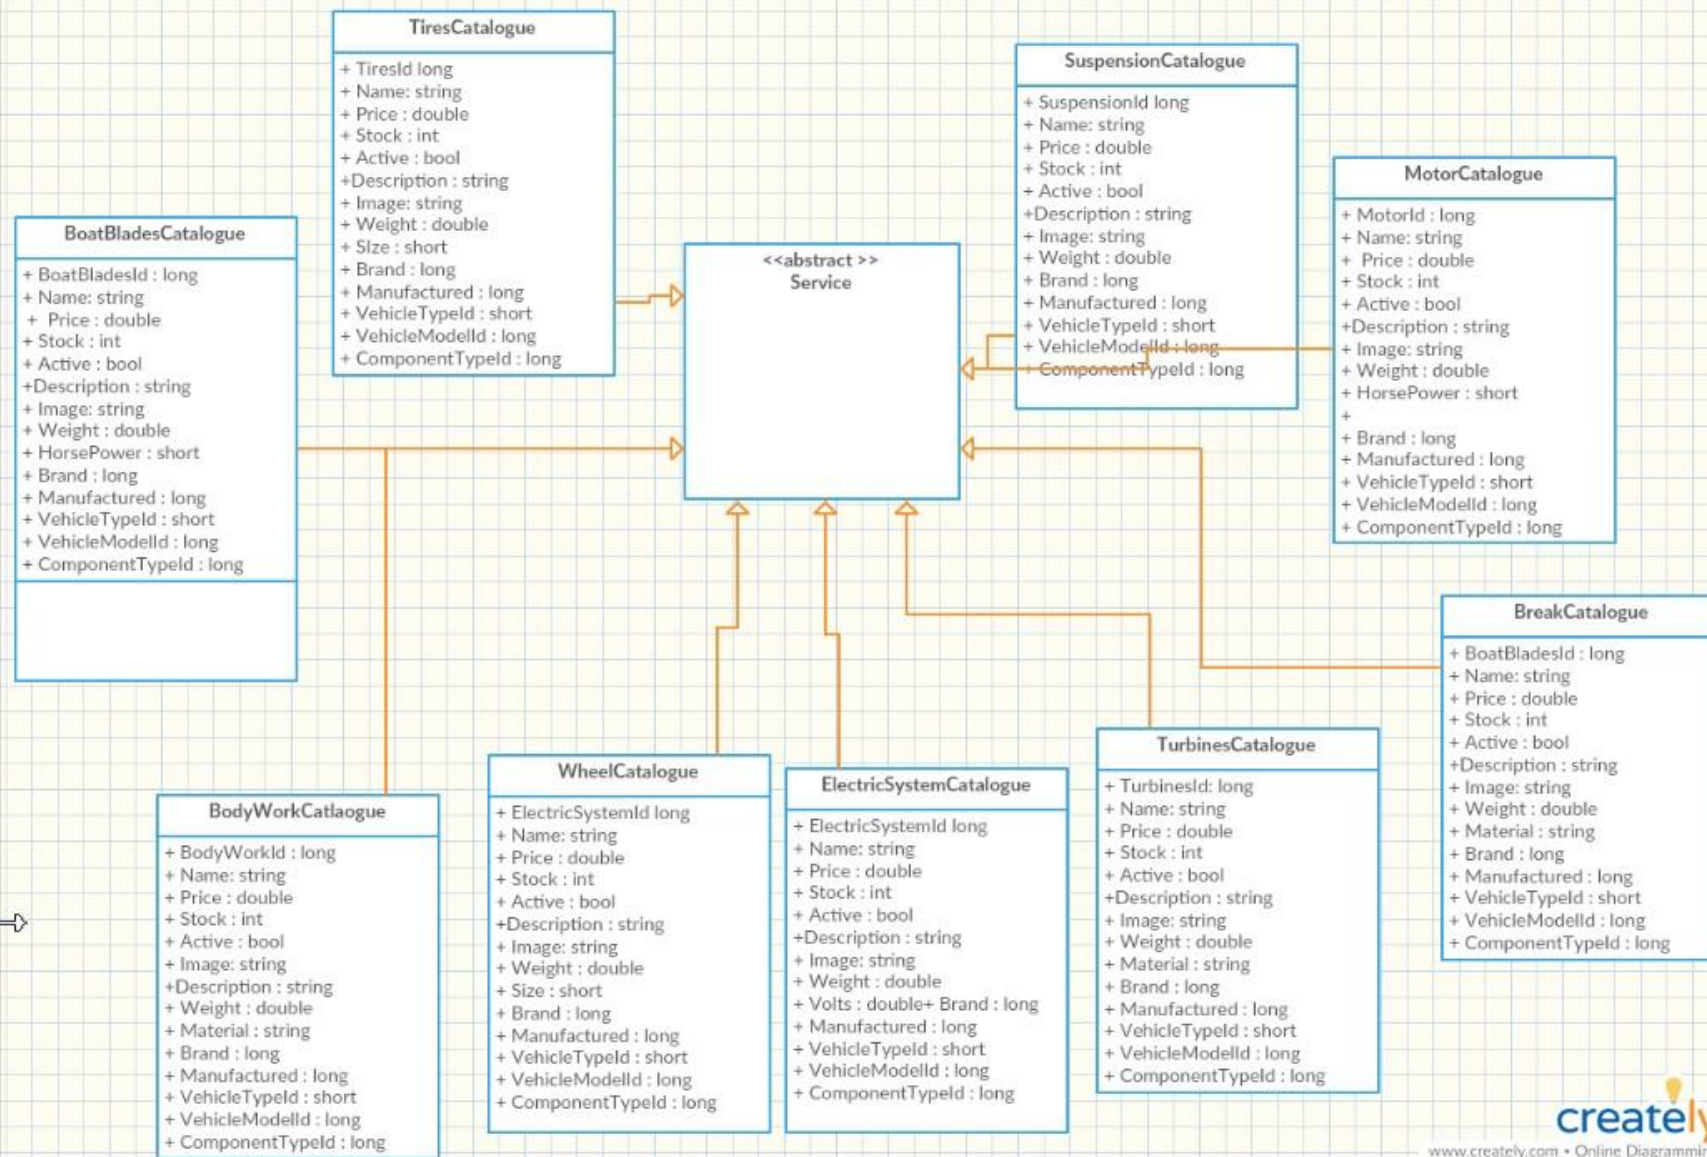 TiresCatalogue
+ TiresId long
+ Name: string
+ Price : double
+ Stock : int
+ Active : bool
+Description : string
+ Image: string
+ Weight : double
+ SIze : short
+ Brand : long
+ Manufactured : long
+ VehicleTypeId : short
+ VehicleModelId : long
+ ComponentTypeId : long
SuspensionCatalogue
+ SuspensionId long
+ Name: string
+ Price : double
+ Stock : int
+ Active : bool
+Description : string
+ Image: string
+ Weight : double
+ Brand : long
+ Manufactured : long
+ VehicleTypeId : short
+ VehicleModelId : long
+ ComponentTypeId : long
MotorCatalogue
+ MotorId : long
+ Name: string
+ Price : double
+ Stock : int
+ Active : bool
+Description : string
+ Image: string
+ Weight : double
+ HorsePower : short
+
+ Brand : long
+ Manufactured : long
+ VehicleTypeId : short
+ VehicleModelId : long
+ ComponentTypeId : long
BoatBladesCatalogue
+ BoatBladesId : long
+ Name: string
+ Price : double
+ Stock : int
+ Active : bool
+Description : string
+ Image: string
+ Weight : double
+ HorsePower : short
+ Brand : long
+ Manufactured : long
+ VehicleTypeId : short
+ VehicleModelId : long
+ ComponentTypeId : long
<<abstract >>
Service
BreakCatalogue
+ BoatBladesId : long
+ Name: string
+ Price : double
+ Stock : int
+ Active : bool
+Description : string
+ Image: string
+ Weight : double
+ Material : string
+ Brand : long
+ Manufactured : long
+ VehicleTypeId : short
+ VehicleModelId : long
+ ComponentTypeId : long
BodyWorkCatlaogue
+ BodyWorkId : long
+ Name: string
+ Price : double
+ Stock : int
+ Active : bool
+ Image: string
+Description : string
+ Weight : double
+ Material : string
+ Brand : long
+ Manufactured : long
+ VehicleTypeId : short
+ VehicleModelId : long
+ ComponentTypeId : long
WheelCatalogue
+ ElectricSystemId long
+ Name: string
+ Price : double
+ Stock : int
+ Active : bool
+Description : string
+ Image: string
+ Weight : double
+ Size : short
+ Brand : long
+ Manufactured : long
+ VehicleTypeId : short
+ VehicleModelId : long
+ ComponentTypeId : long
ElectricSystemCatalogue
+ ElectricSystemId long
+ Name: string
+ Price : double
+ Stock : int
+ Active : bool
+Description : string
+ Image: string
+ Weight : double
+ Volts : double+ Brand : long
+ Manufactured : long
+ VehicleTypeId : short
+ VehicleModelId : long
+ ComponentTypeId : long
TurbinesCatalogue
+ TurbinesId: long
+ Name: string
+ Price : double
+ Stock : int
+ Active : bool
+Description : string
+ Image: string
+ Weight : double
+ Material : string
+ Brand : long
+ Manufactured : long
+ VehicleTypeId : short
+ VehicleModelId : long
+ ComponentTypeId : long
creately
www.creately.com • Online Diagrammi